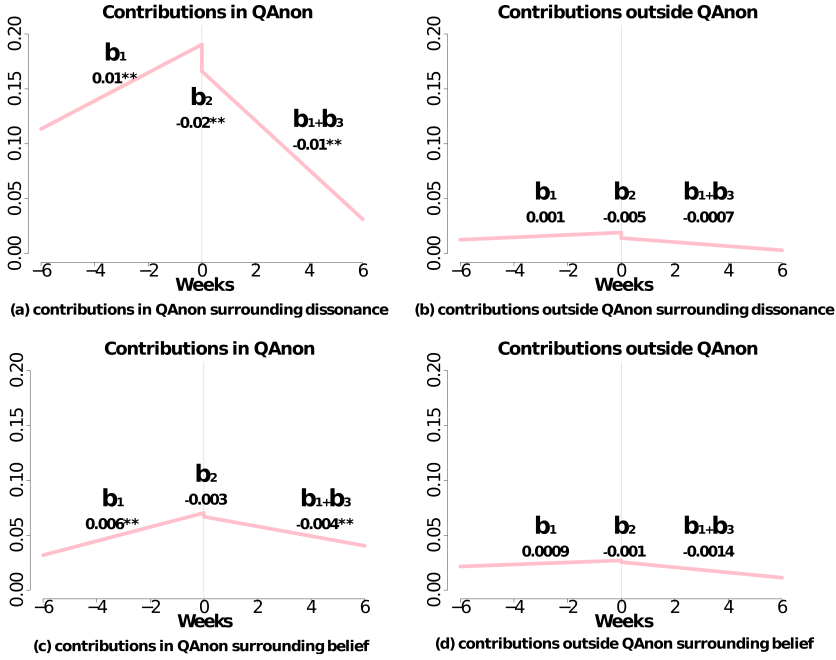 Contributions in QAnon
0.20
0.15
0.10
0.05
0.00
b1
0.01**
b2
-0.02**
b1+b3
-0.01**
−6 −4 −2 0 2 4 6
Weeks
(a) contributions in QAnon surrounding dissonance
Contributions outside QAnon
0.20
0.15
0.10
0.05
0.00
b1 b2 b1+b3
0.001 -0.005 -0.0007
−6 −4 −2 0 2 4 6
Weeks
(b) contributions outside QAnon surrounding dissonance
Contributions in QAnon
0.20
0.15
0.10
0.05
0.00
b2
-0.003
b1 b1+b3
0.006** -0.004**
−6 −4 −2 0 2 4 6
Weeks
(c) contributions in QAnon surrounding belief
Contributions outside QAnon
0.20
0.15
0.10
0.05
0.00
b1 b2 b1+b3
0.0009 -0.001 -0.0014
−6 −4 −2 0 2 4 6
Weeks
(d) contributions outside QAnon surrounding belief